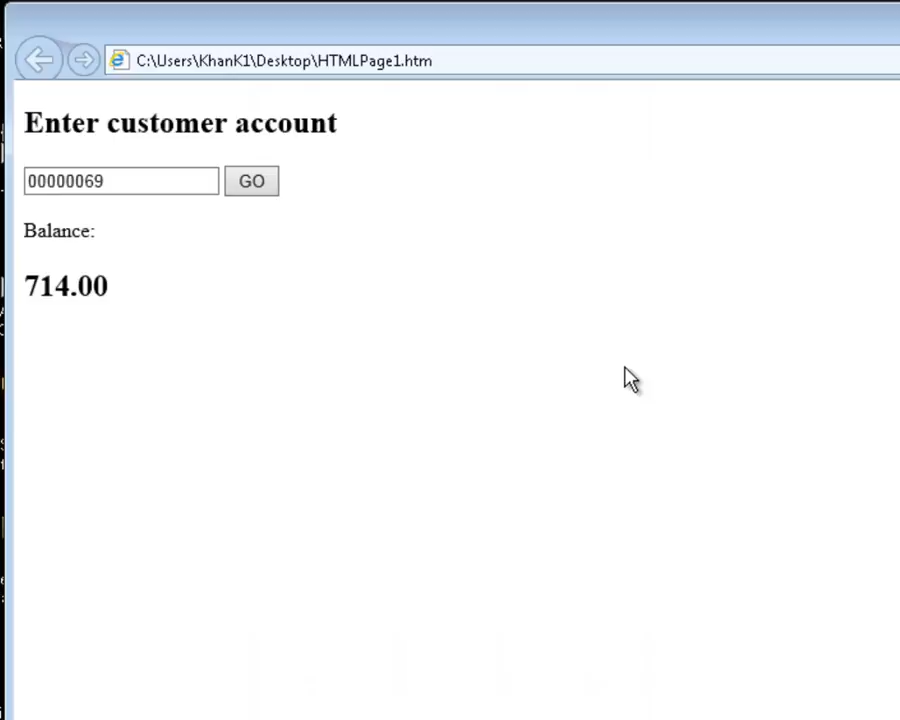 C:\Users\KhanK1\Desktop\HTMLPage1.htm
Enter customer account
00000069 GO
Balance:
714.00